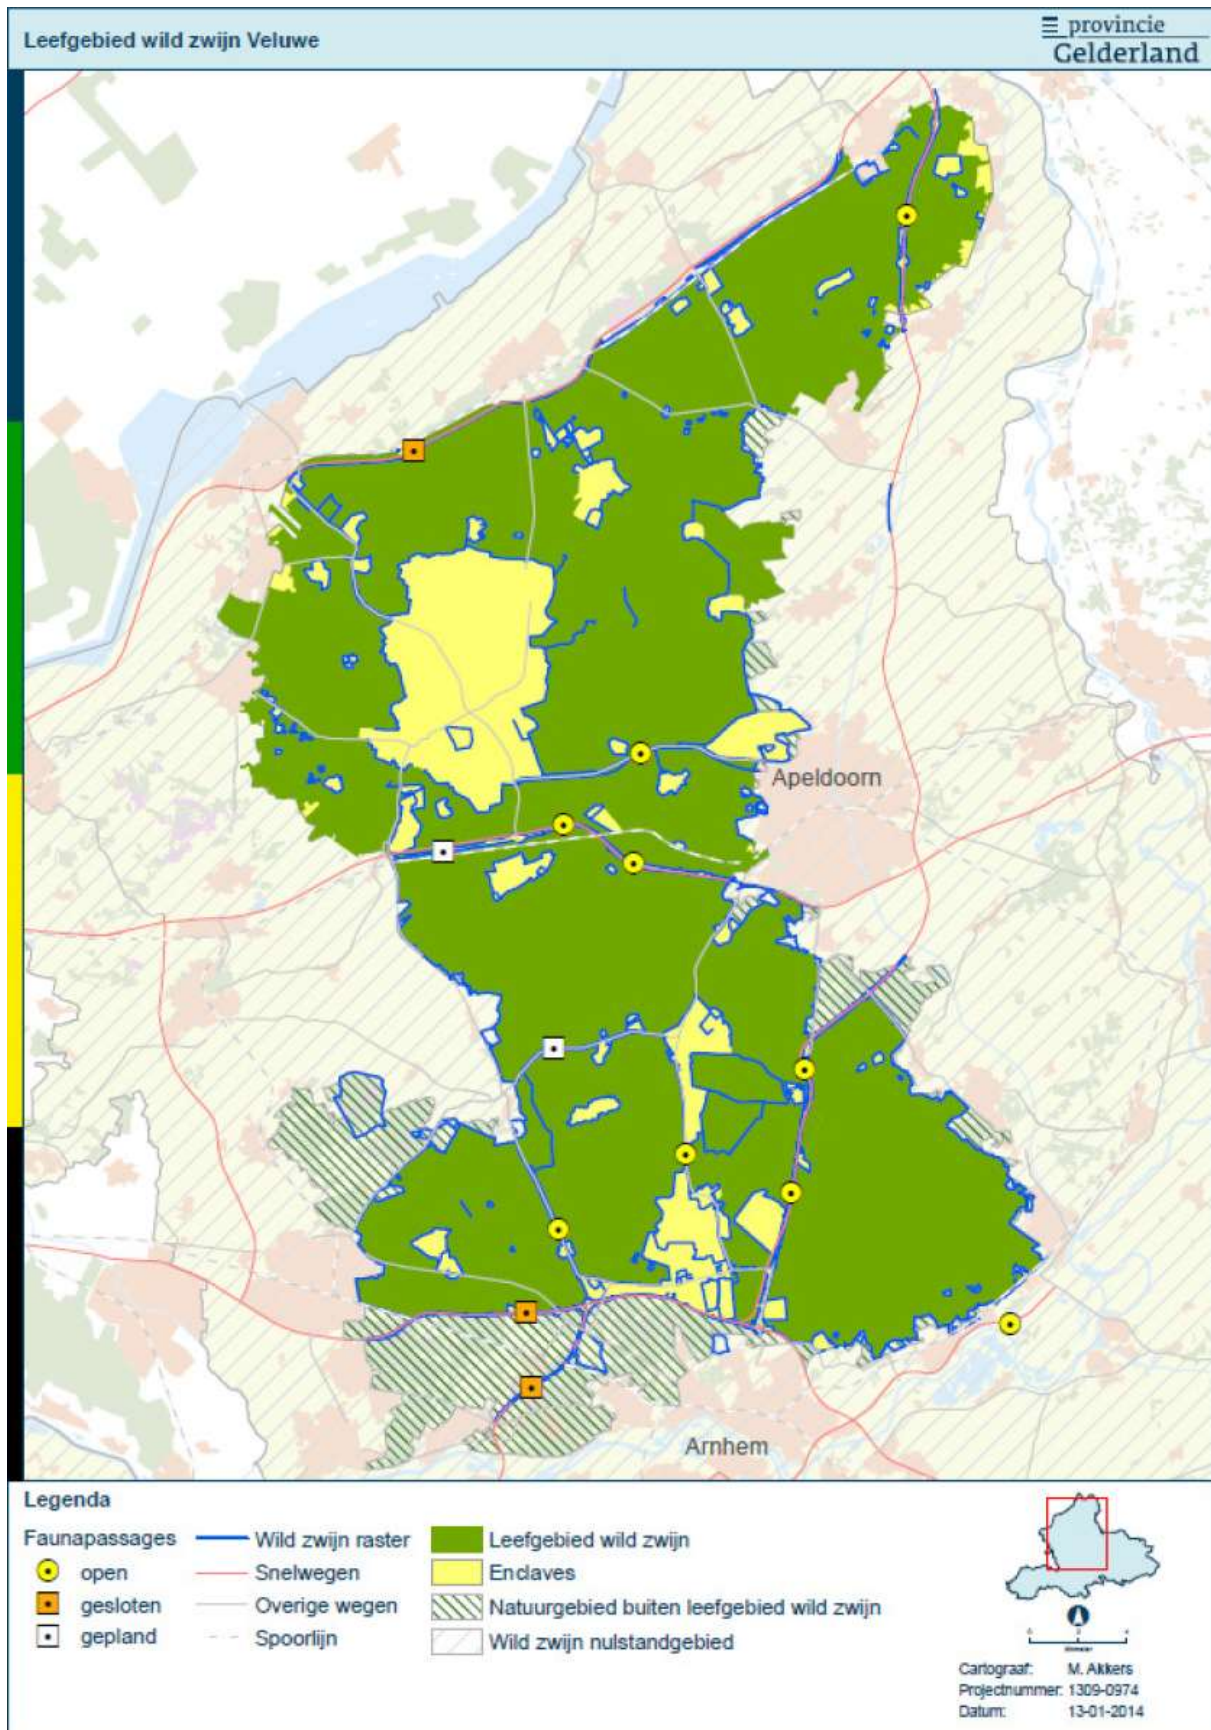 Leefgebied wild zwijn Veluwe
provincie
Gelderland
Apeldoorn
Arnhem
Legenda
Faunapassages
open
gesloten
gepland
Wild zwijn raster
Snelwegen
Overige wegen
Spoorlijn
Leefgebied wild zwijn
Enclaves
Natuurgebied buiten leefgebied wild zwijn
Wild zwijn nulstandgebied
Cartograaf: M. Akkers
Projectnummer: 1309-0974
Datum: 13-01-2014